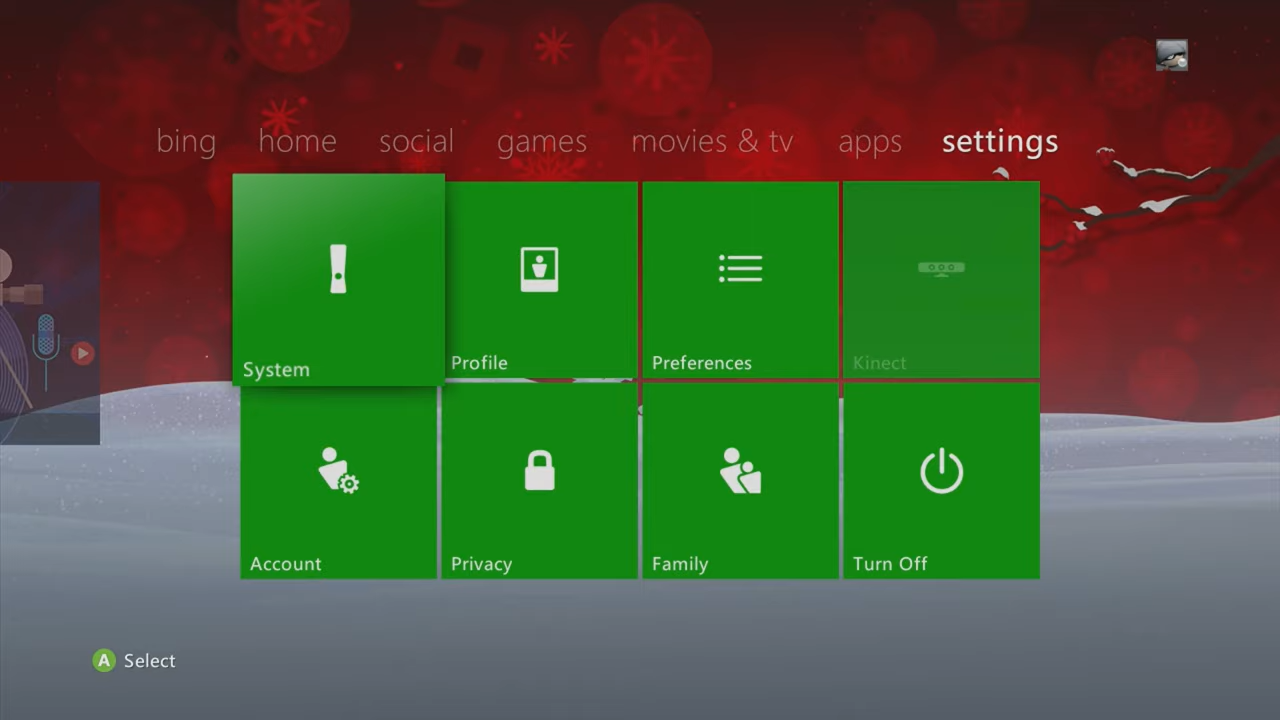 bing home social games movies & tv apps settings
System Profile Preferences Kinect
Account Privacy Family Turn Off
A Select